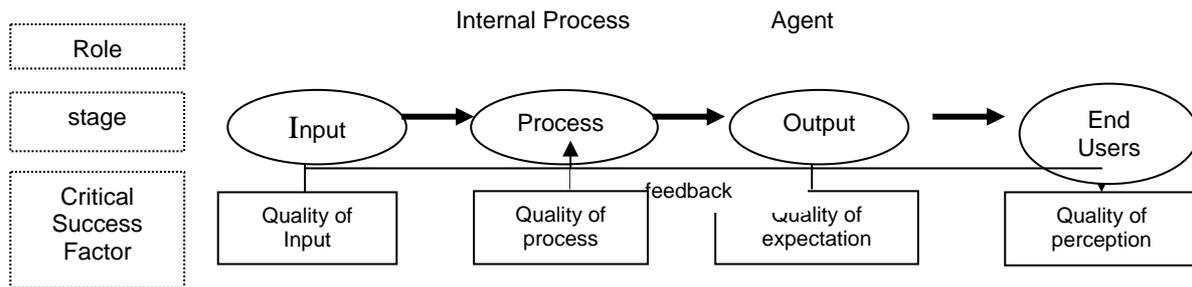 Internal Process
Agent
Role
stage
Input
Process
Output
End
Users
feedback
Critical
Success
Factor
Quality of
Input
Quality of
process
Quality of
expectation
Quality of
perception